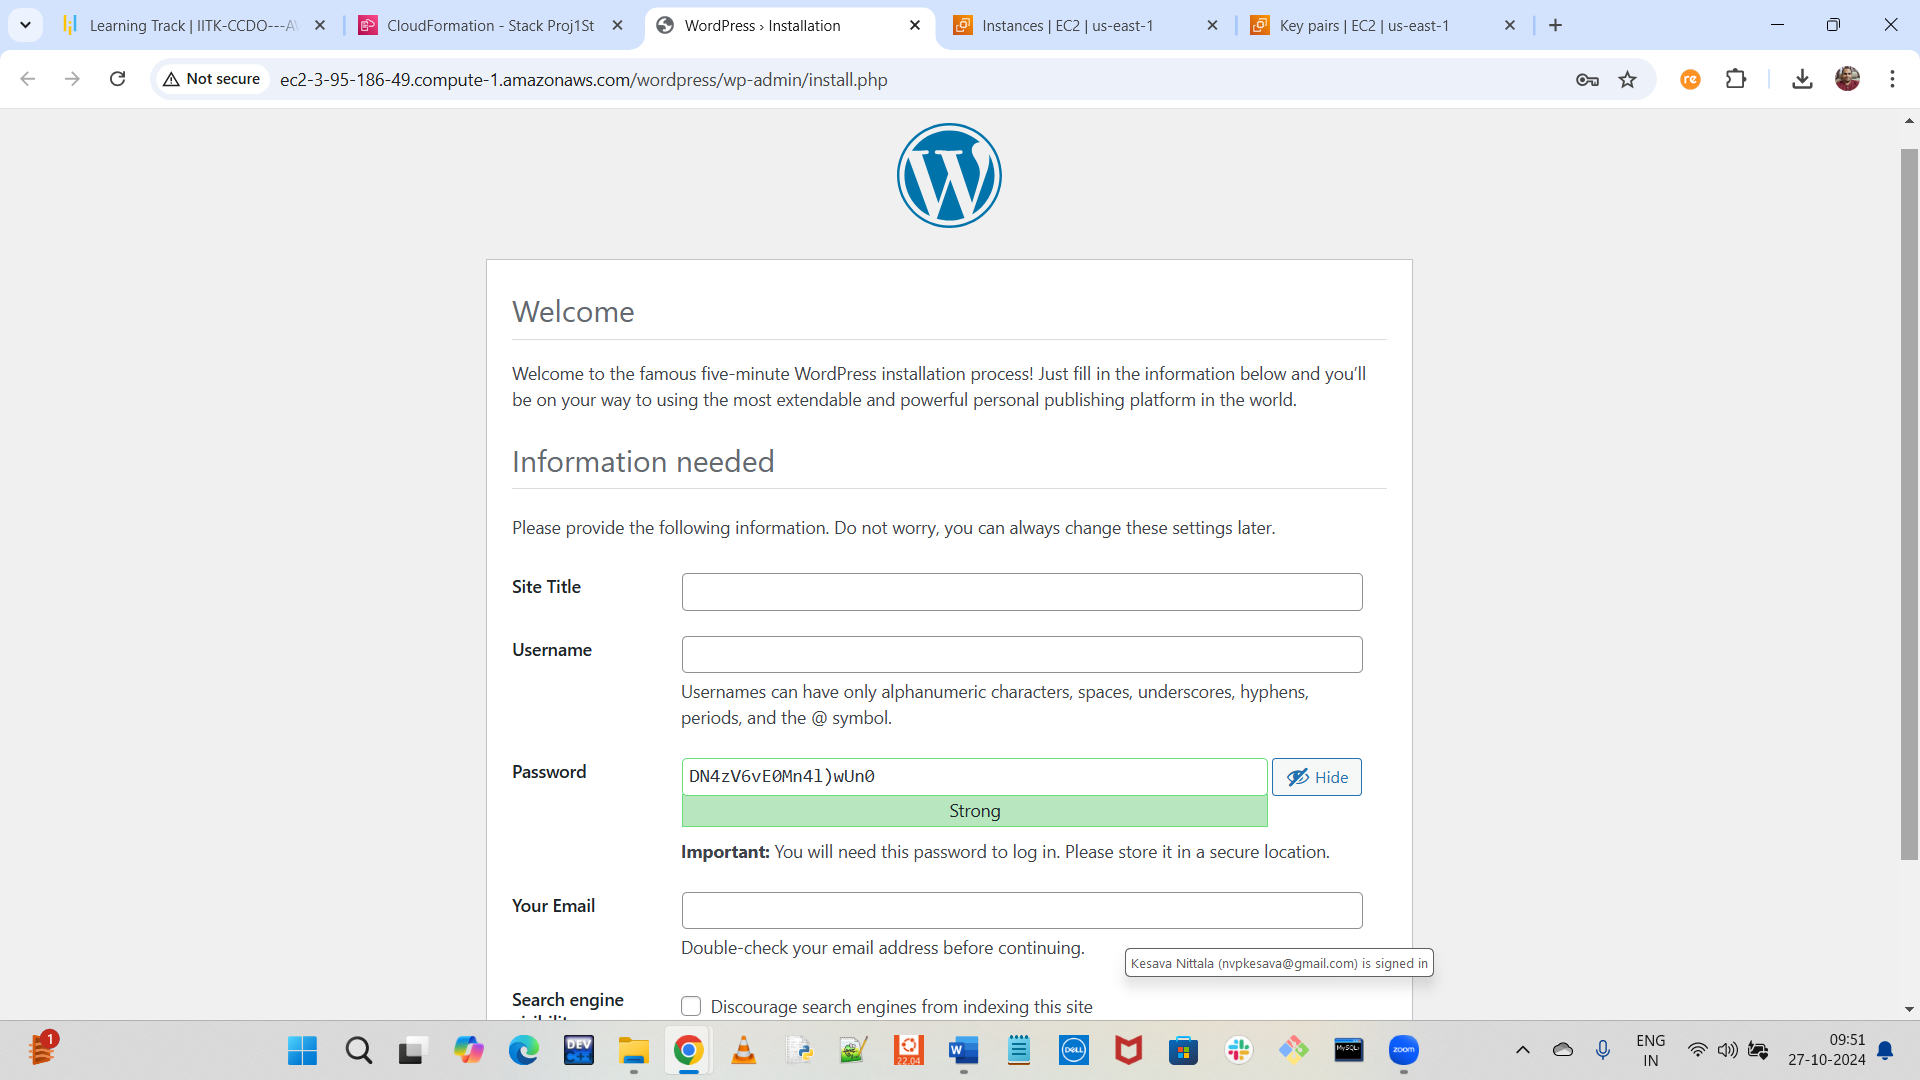 Learning Track | IITK-CCDO---A
CloudFormation - Stack Proj1St
WordPress › Installation
Instances | EC2 | us-east-1
Key pairs | EC2 | us-east-1
Not secure
ec2-3-95-186-49.compute-1.amazonaws.com/wordpress/wp-admin/install.php
re
Welcome
Welcome to the famous five-minute WordPress installation process! Just fill in the information below and you’ll
be on your way to using the most extendable and powerful personal publishing platform in the world.
Information needed
Please provide the following information. Do not worry, you can always change these settings later.
Site Title
Username
Usernames can have only alphanumeric characters, spaces, underscores, hyphens,
periods, and the @ symbol.
Password
DN4zV6vE0Mn4l)wUn0
Hide
Strong
Important: You will need this password to log in. Please store it in a secure location.
Your Email
Double-check your email address before continuing.
Kesava Nittala (nvpkesava@gmail.com) is signed in
Search engine
Discourage search engines from indexing this site
1
DEV
C++
22.04
W
DELL
MySQL
zoom
ENG
IN
09:51
27-10-2024